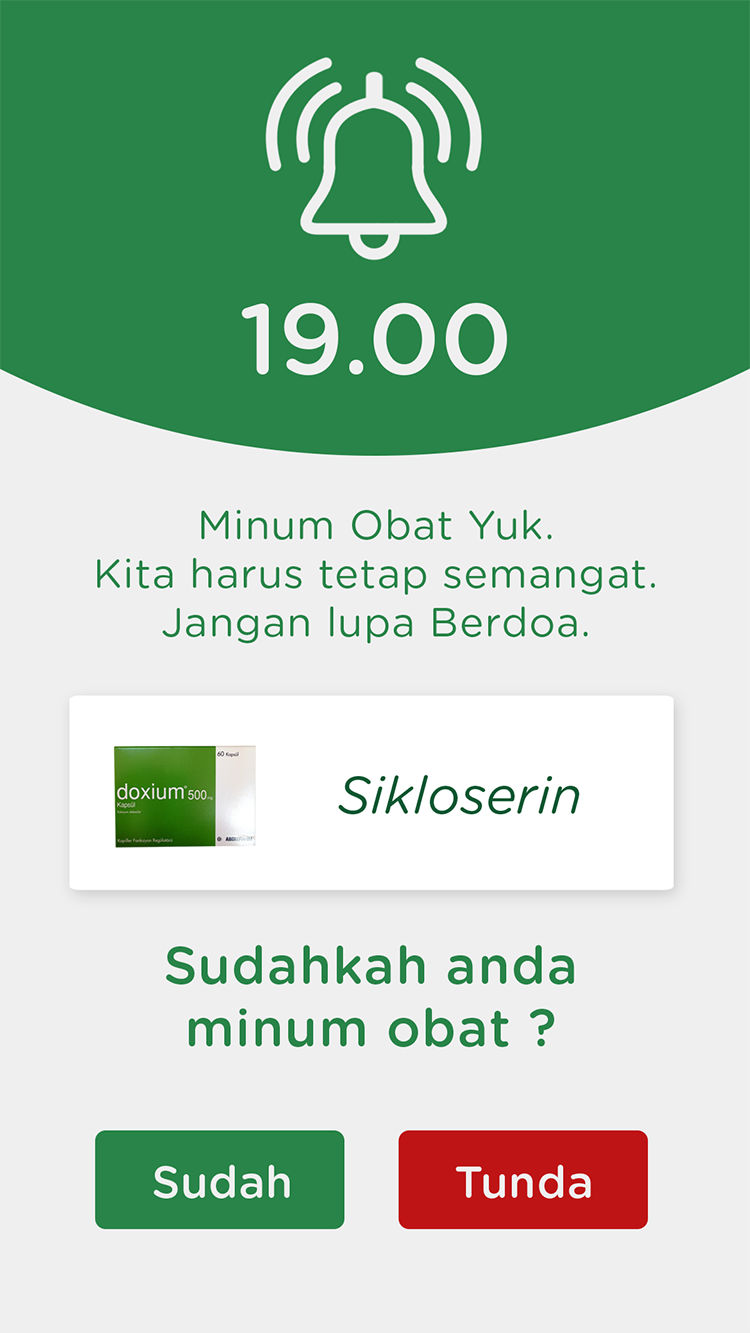 19.00
Minum Obat Yuk.
Kita harus tetap semangat.
Jangan lupa Berdoa.
60 Kapsül
doxium® 500 mg
Kapsül
Sikloserin
Sudahkah anda
minum obat ?
Sudah
Tunda